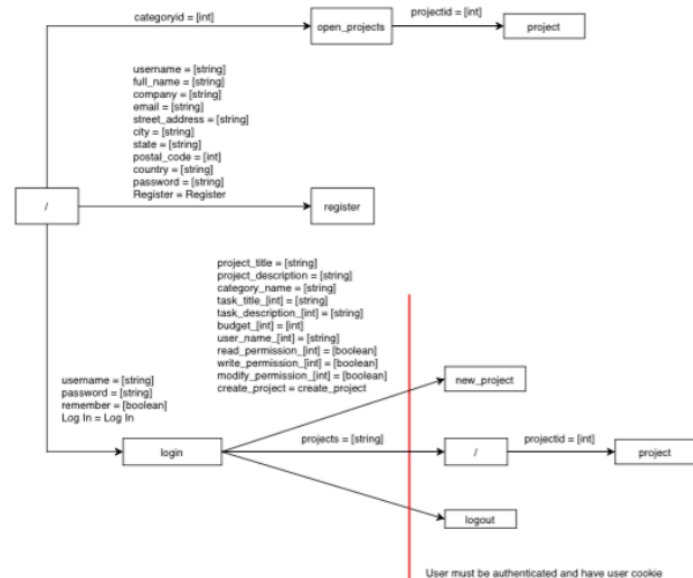 categoryid = [int]
open_projects
projectid = [int]
project
username = [string]
full_name = [string]
company = [string]
email = [string]
street_address = [string]
city = [string]
state = [string]
postal_code = [int]
country = [string]
password = [string]
Register = Register
/
register
project_title = [string]
project_description = [string]
category_name = [string]
task_title_[int] = [string]
task_description_[int] = [string]
budget_[int] = [int]
user_name_[int] = [string]
read_permission_[int] = [boolean]
write_permission_[int] = [boolean]
modify_permission_[int] = [boolean]
create_project = create_project
new_project
username = [string]
password = [string]
remember = [boolean]
Log In = Log In
login
projects = [string]
/
projectid = [int]
project
logout
User must be authenticated and have user cookie